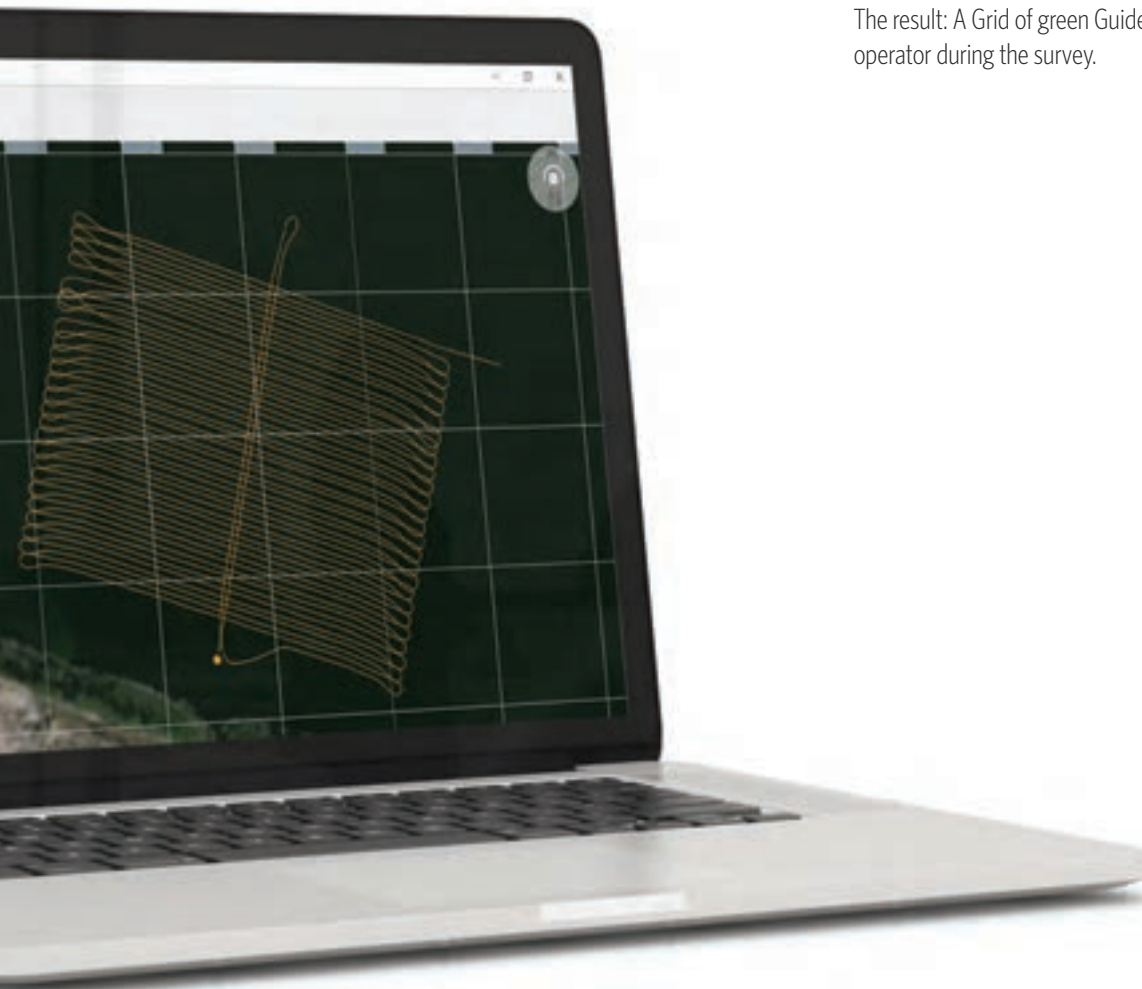 The result: A Grid of green Guide
operator during the survey.